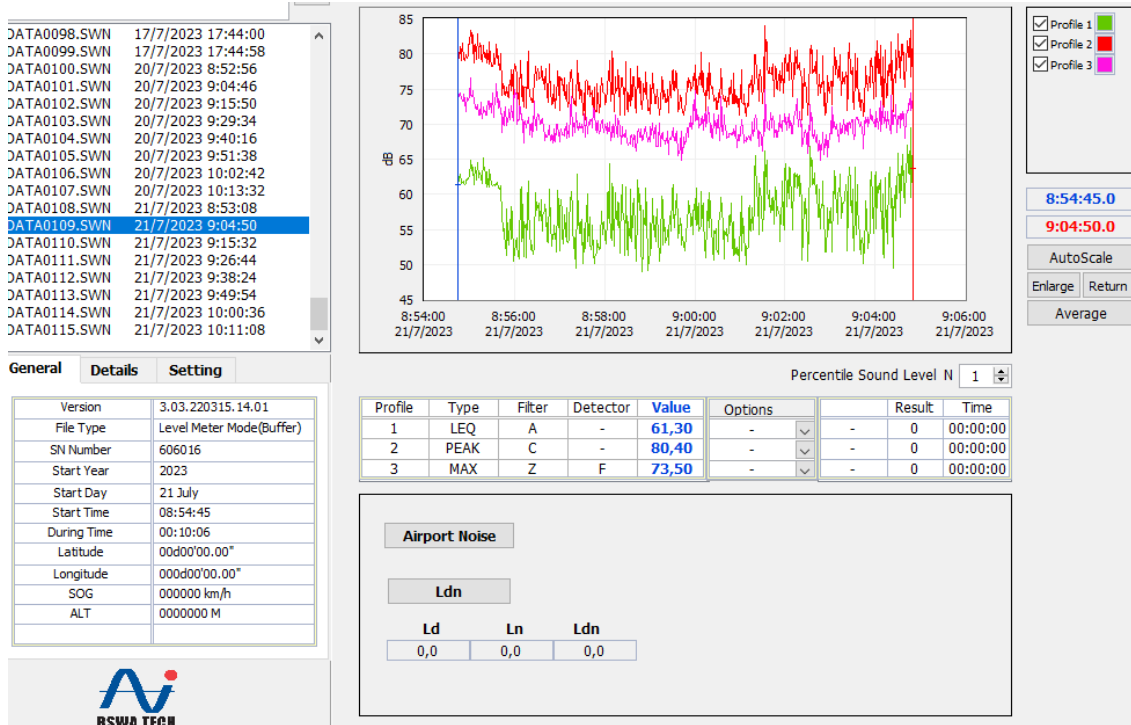 DATA0098.SWN 17/7/2023 17:44:00
DATA0099.SWN 17/7/2023 17:44:58
DATA0100.SWN 20/7/2023 8:52:56
DATA0101.SWN 20/7/2023 9:04:46
DATA0102.SWN 20/7/2023 9:15:50
DATA0103.SWN 20/7/2023 9:29:34
DATA0104.SWN 20/7/2023 9:40:16
DATA0105.SWN 20/7/2023 9:51:38
DATA0106.SWN 20/7/2023 10:02:42
DATA0107.SWN 20/7/2023 10:13:32
DATA0108.SWN 21/7/2023 8:53:08
DATA0109.SWN 21/7/2023 9:04:50
DATA0110.SWN 21/7/2023 9:15:32
DATA0111.SWN 21/7/2023 9:26:44
DATA0112.SWN 21/7/2023 9:38:24
DATA0113.SWN 21/7/2023 9:49:54
DATA0114.SWN 21/7/2023 10:00:36
DATA0115.SWN 21/7/2023 10:11:08
85
80
75
70
65
60
55
50
45
dB
8:54:00 8:56:00 8:58:00 9:00:00 9:02:00 9:04:00 9:06:00
21/7/2023 21/7/2023 21/7/2023 21/7/2023 21/7/2023 21/7/2023 21/7/2023
Profile 1
Profile 2
Profile 3
8:54:45.0
9:04:50.0
AutoScale
Enlarge Return
Average
General Details Setting
Version 3.03.220315.14.01
File Type Level Meter Mode(Buffer)
SN Number 606016
Start Year 2023
Start Day 21 July
Start Time 08:54:45
During Time 00:10:06
Latitude 00d00'00.00"
Longitude 000d00'00.00"
SOG 000000 km/h
ALT 0000000 M
BSWA TECH
Percentile Sound Level N 1
Profile Type Filter Detector Value Options Result Time
1 LEQ A - 61,30 - - 0 00:00:00
2 PEAK C - 80,40 - - 0 00:00:00
3 MAX Z F 73,50 - - 0 00:00:00
Airport Noise
Ldn
Ld Ln Ldn
0,0 0,0 0,0